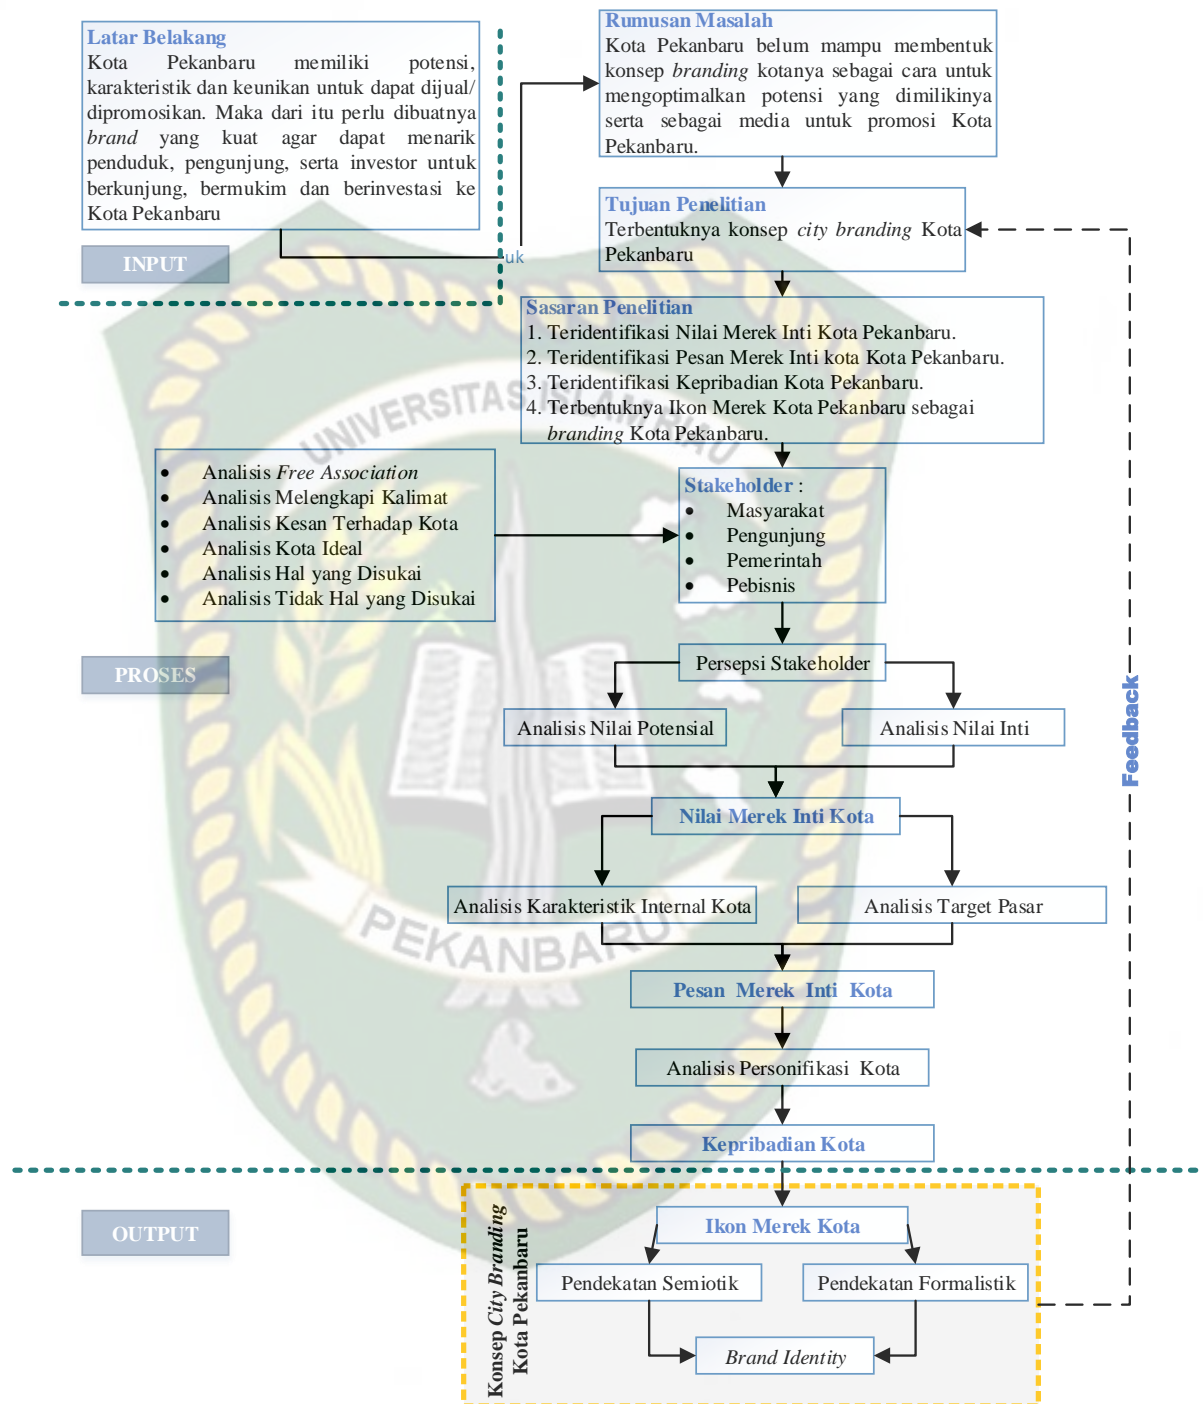 Latar Belakang
Kota Pekanbaru memiliki potensi,
karakteristik dan keunikan untuk dapat dijual/
dipromosikan. Maka dari itu perlu dibuatnya
brand yang kuat agar dapat menarik
penduduk, pengunjung, serta investor untuk
berkunjung, bermukim dan berinvestasi ke
Kota Pekanbaru
INPUT
uk
Rumusan Masalah
Kota Pekanbaru belum mampu membentuk
konsep branding kotanya sebagai cara untuk
mengoptimalkan potensi yang dimilikinya
serta sebagai media untuk promosi Kota
Pekanbaru.
Tujuan Penelitian
Terbentuknya konsep city branding Kota
Pekanbaru
Sasaran Penelitian
1. Teridentifikasi Nilai Merek Inti Kota Pekanbaru.
2. Teridentifikasi Pesan Merek Inti kota Kota Pekanbaru.
3. Teridentifikasi Kepribadian Kota Pekanbaru.
4. Terbentuknya Ikon Merek Kota Pekanbaru sebagai
branding Kota Pekanbaru.
UNIVERSITAS ISLAM RIAU
• Analisis Free Association
• Analisis Melengkapi Kalimat
• Analisis Kesan Terhadap Kota
• Analisis Kota Ideal
• Analisis Hal yang Disukai
• Analisis Tidak Hal yang Disukai
Stakeholder :
• Masyarakat
• Pengunjung
• Pemerintah
• Pebisnis
PROSES
Persepsi Stakeholder
Analisis Nilai Potensial
Analisis Nilai Inti
Feedback
Nilai Merek Inti Kota
Analisis Karakteristik Internal Kota
Analisis Target Pasar
PEKANBARU
Pesan Merek Inti Kota
Analisis Personifikasi Kota
Kepribadian Kota
OUTPUT
Konsep City Branding
Kota Pekanbaru
Ikon Merek Kota
Pendekatan Semiotik
Pendekatan Formalistik
Brand Identity